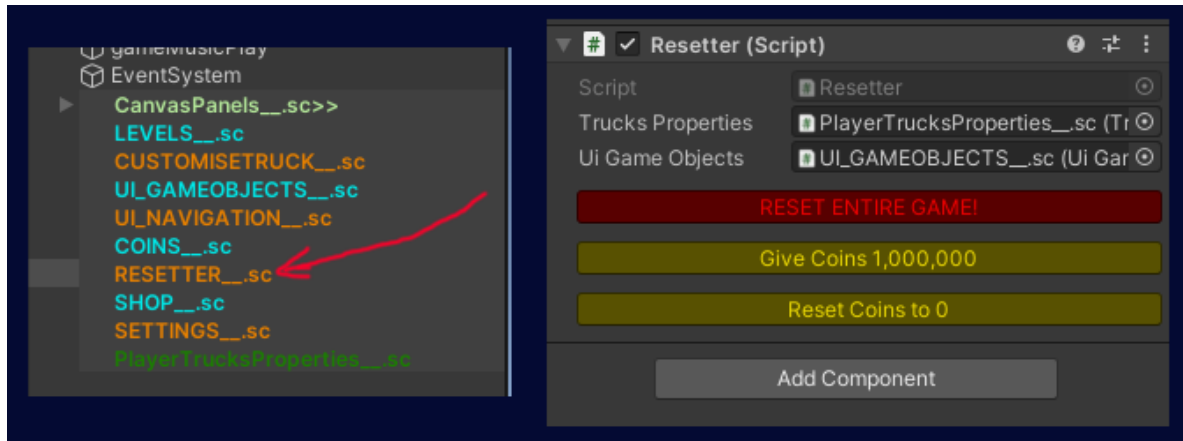 gameMusicPlay
EventSystem
CanvasPanels__.sc>>
LEVELS__.sc
CUSTOMISETRUCK__.sc
UI_GAMEOBJECTS__.sc
UI_NAVIGATION__.sc
COINS__.sc
RESETTER__.sc
SHOP__.sc
SETTINGS__.sc
PlayerTrucksProperties__.sc
# Resetter (Script)
Script Resetter
Trucks Properties # PlayerTrucksProperties__.sc (Tr
Ui Game Objects # UI_GAMEOBJECTS__.sc (Ui Gar
RESET ENTIRE GAME!
Give Coins 1,000,000
Reset Coins to 0
Add Component